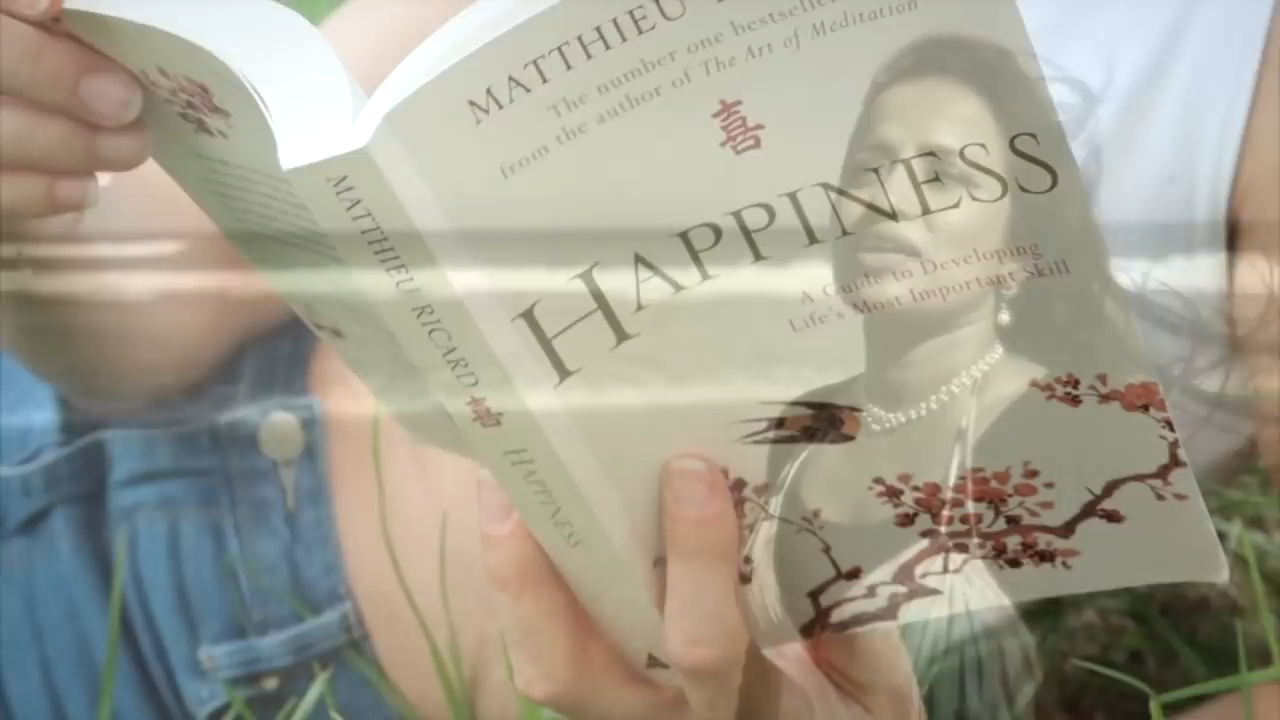 MATTHIEU
The number one bestseller
from the author of The Art of Meditation
喜
HAPPINESS
A Guide to Developing
Life's Most Important Skill
MATTHIEU RICARD
HAPPINESS